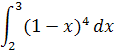 ∫₂³ (1 − x)⁴ dx